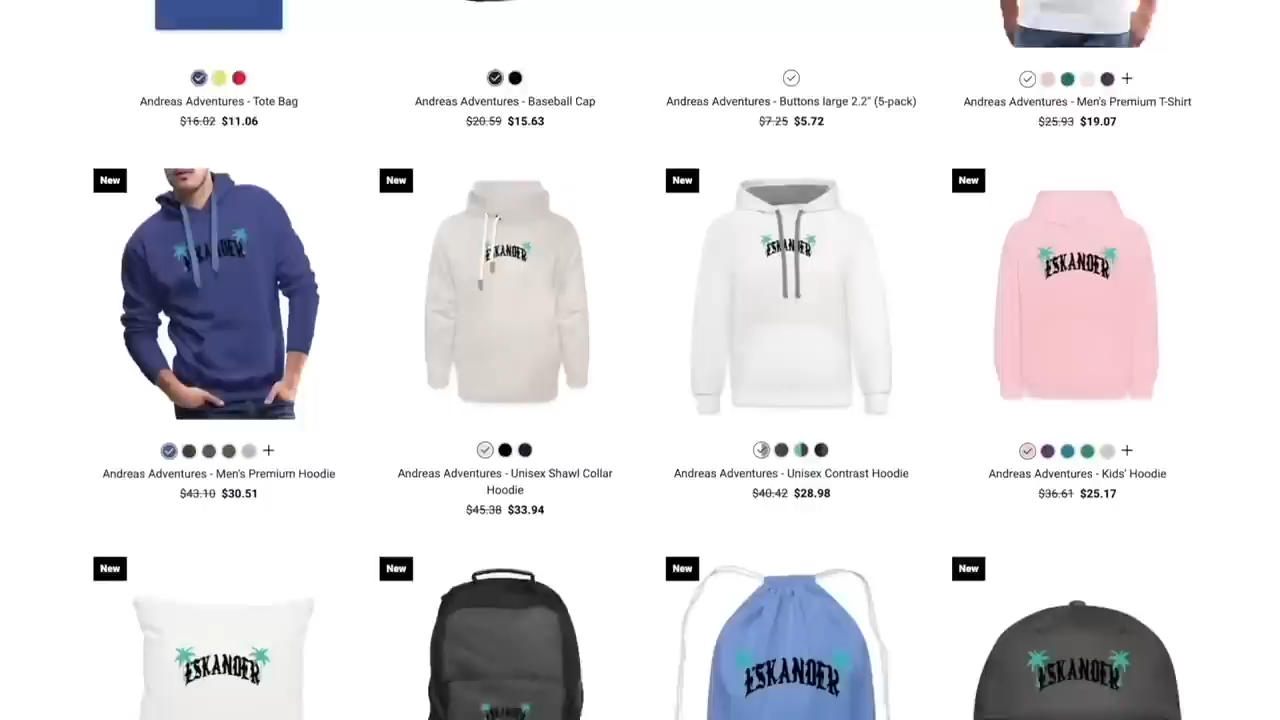 Andreas Adventures - Tote Bag
$16.02 $11.06
Andreas Adventures - Baseball Cap
$20.59 $15.63
Andreas Adventures - Buttons large 2.2" (5-pack)
$7.25 $5.72
Andreas Adventures - Men's Premium T-Shirt
$25.93 $19.07
New
ESKANDER
Andreas Adventures - Men's Premium Hoodie
$43.10 $30.51
New
ESKANDER
Andreas Adventures - Unisex Shawl Collar
Hoodie
$45.38 $33.94
New
ESKANDER
Andreas Adventures - Unisex Contrast Hoodie
$40.42 $28.98
New
ESKANDER
Andreas Adventures - Kids' Hoodie
$36.61 $25.17
New
ESKANDER
New
ESKANDER
New
ESKANDER
New
ESKANDER